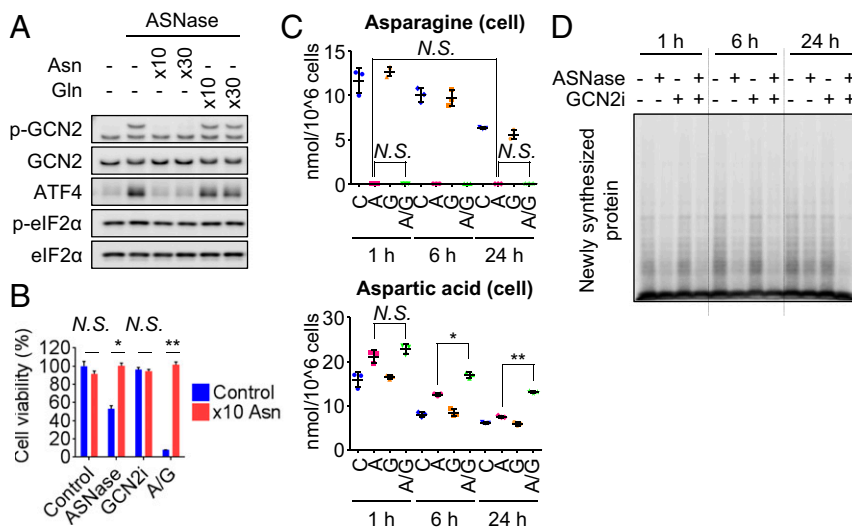 A
ASNase
Asn - - x10 x30 - -
Gln - - - - x10 x30
p-GCN2
GCN2
ATF4
p-eIF2α
eIF2α
B
N.S. * N.S. **
Cell viability (%)
120
100
80
60
40
20
0
Control
ASNase
GCN2i
A/G
Control
x10 Asn
C
Asparagine (cell)
N.S.
N.S.
N.S.
nmol/10^6 cells
15
10
5
0
C A G A/G C A G A/G C A G A/G
1 h 6 h 24 h
Aspartic acid (cell)
N.S.
*
**
nmol/10^6 cells
30
20
10
0
C A G A/G C A G A/G C A G A/G
1 h 6 h 24 h
D
1 h 6 h 24 h
ASNase - + - + - + - + - + - +
GCN2i - - + + - - + + - - + +
Newly synthesized
protein